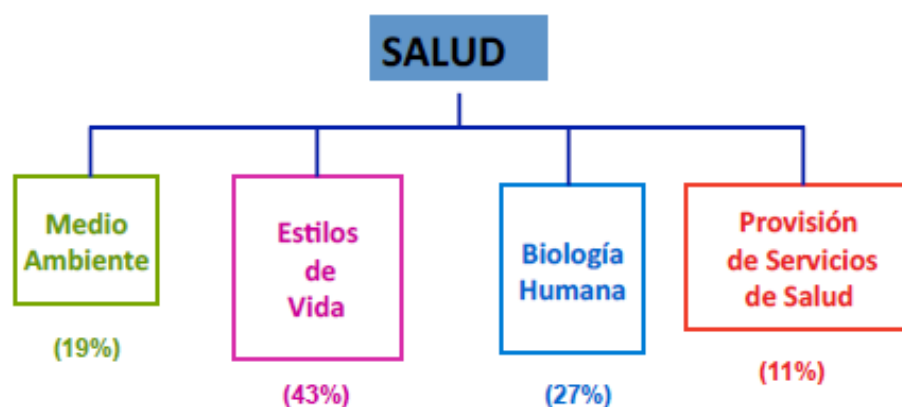 SALUD
Medio
Ambiente
(19%)
Estilos
de
Vida
(43%)
Biología
Humana
(27%)
Provisión
de Servicios
de Salud
(11%)